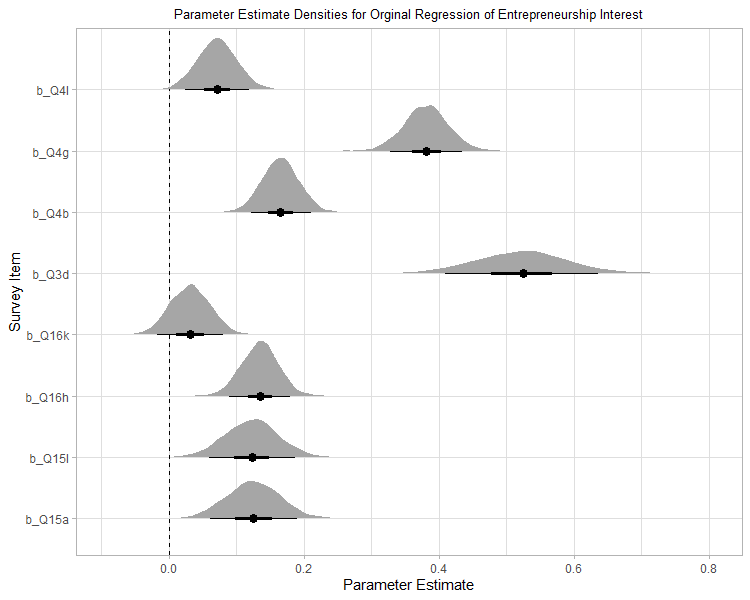 Parameter Estimate Densities for Orginal Regression of Entrepreneurship Interest
b_Q4l
b_Q4g
b_Q4b
b_Q3d
b_Q16k
b_Q16h
b_Q15l
b_Q15a
Survey Item
0.0 0.2 0.4 0.6 0.8
Parameter Estimate